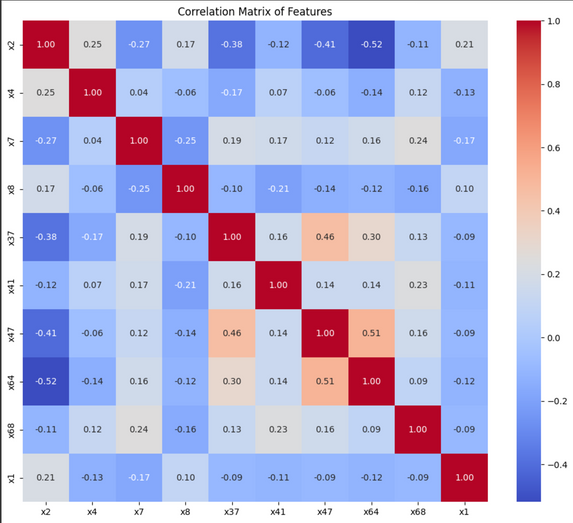 Correlation Matrix of Features
x2 1.00 0.25 -0.27 0.17 -0.38 -0.12 -0.41 -0.52 -0.11 0.21
x4 0.25 1.00 0.04 -0.06 -0.17 0.07 -0.06 -0.14 0.12 -0.13
x7 -0.27 0.04 1.00 -0.25 0.19 0.17 0.12 0.16 0.24 -0.17
x8 0.17 -0.06 -0.25 1.00 -0.10 -0.21 -0.14 -0.12 -0.16 0.10
x37 -0.38 -0.17 0.19 -0.10 1.00 0.16 0.46 0.30 0.13 -0.09
x41 -0.12 0.07 0.17 -0.21 0.16 1.00 0.14 0.14 0.23 -0.11
x47 -0.41 -0.06 0.12 -0.14 0.46 0.14 1.00 0.51 0.16 -0.09
x64 -0.52 -0.14 0.16 -0.12 0.30 0.14 0.51 1.00 0.09 -0.12
x68 -0.11 0.12 0.24 -0.16 0.13 0.23 0.16 0.09 1.00 -0.09
x1 0.21 -0.13 -0.17 0.10 -0.09 -0.11 -0.09 -0.12 -0.09 1.00
x2 x4 x7 x8 x37 x41 x47 x64 x68 x1
1.0
0.8
0.6
0.4
0.2
0.0
−0.2
−0.4